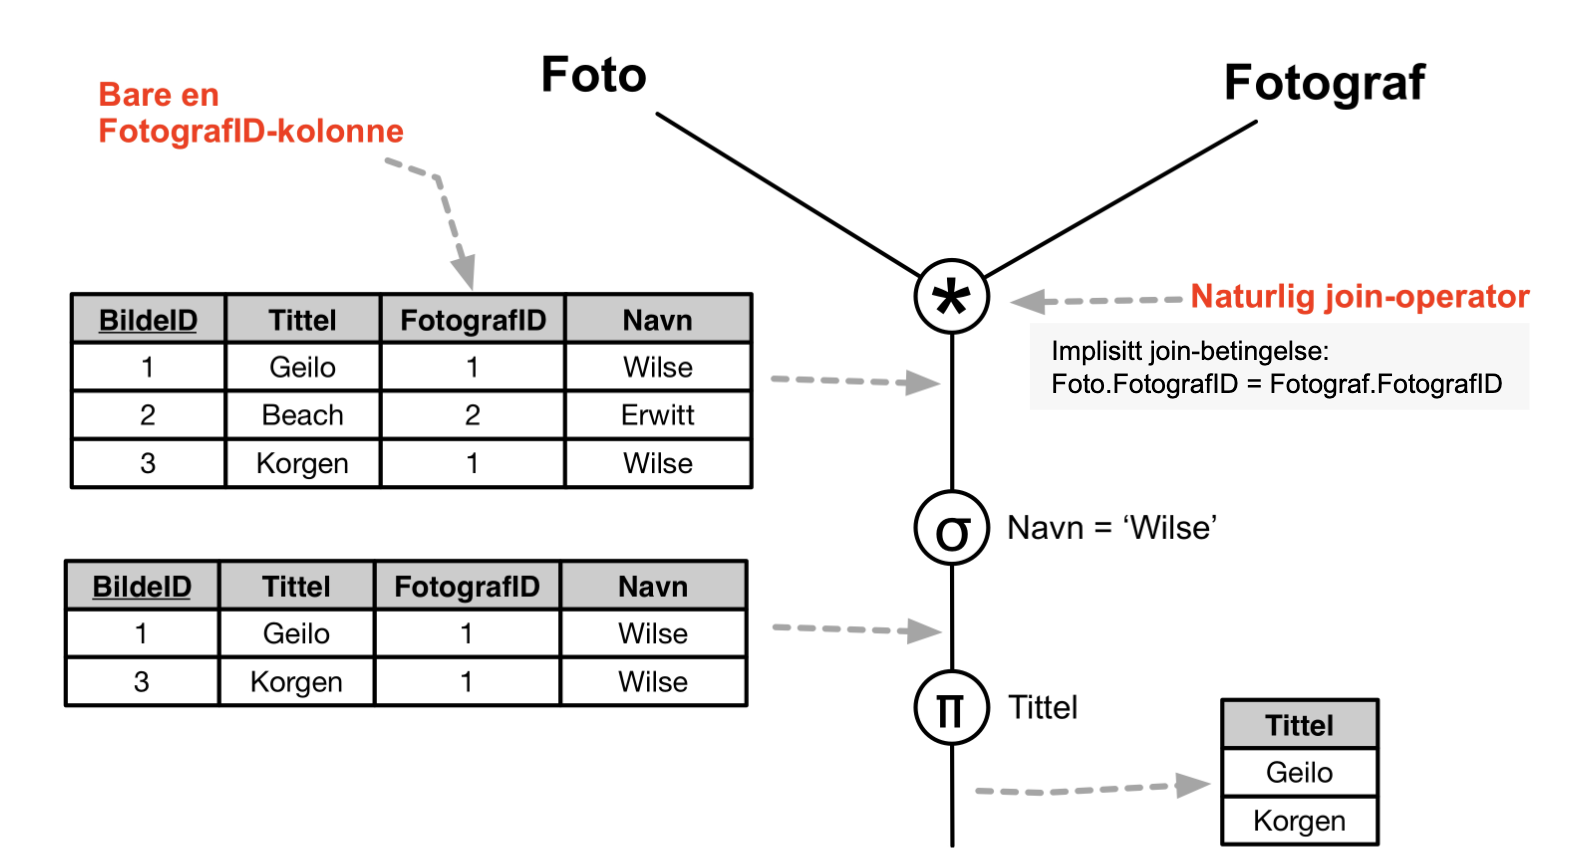 Foto
Fotograf
Bare en
FotografID-kolonne
*
Naturlig join-operator
Implisitt join-betingelse:
Foto.FotografID = Fotograf.FotografID
BildeID Tittel FotografID Navn
1 Geilo 1 Wilse
2 Beach 2 Erwitt
3 Korgen 1 Wilse
σ Navn = ‘Wilse’
BildeID Tittel FotografID Navn
1 Geilo 1 Wilse
3 Korgen 1 Wilse
π Tittel
Tittel
Geilo
Korgen